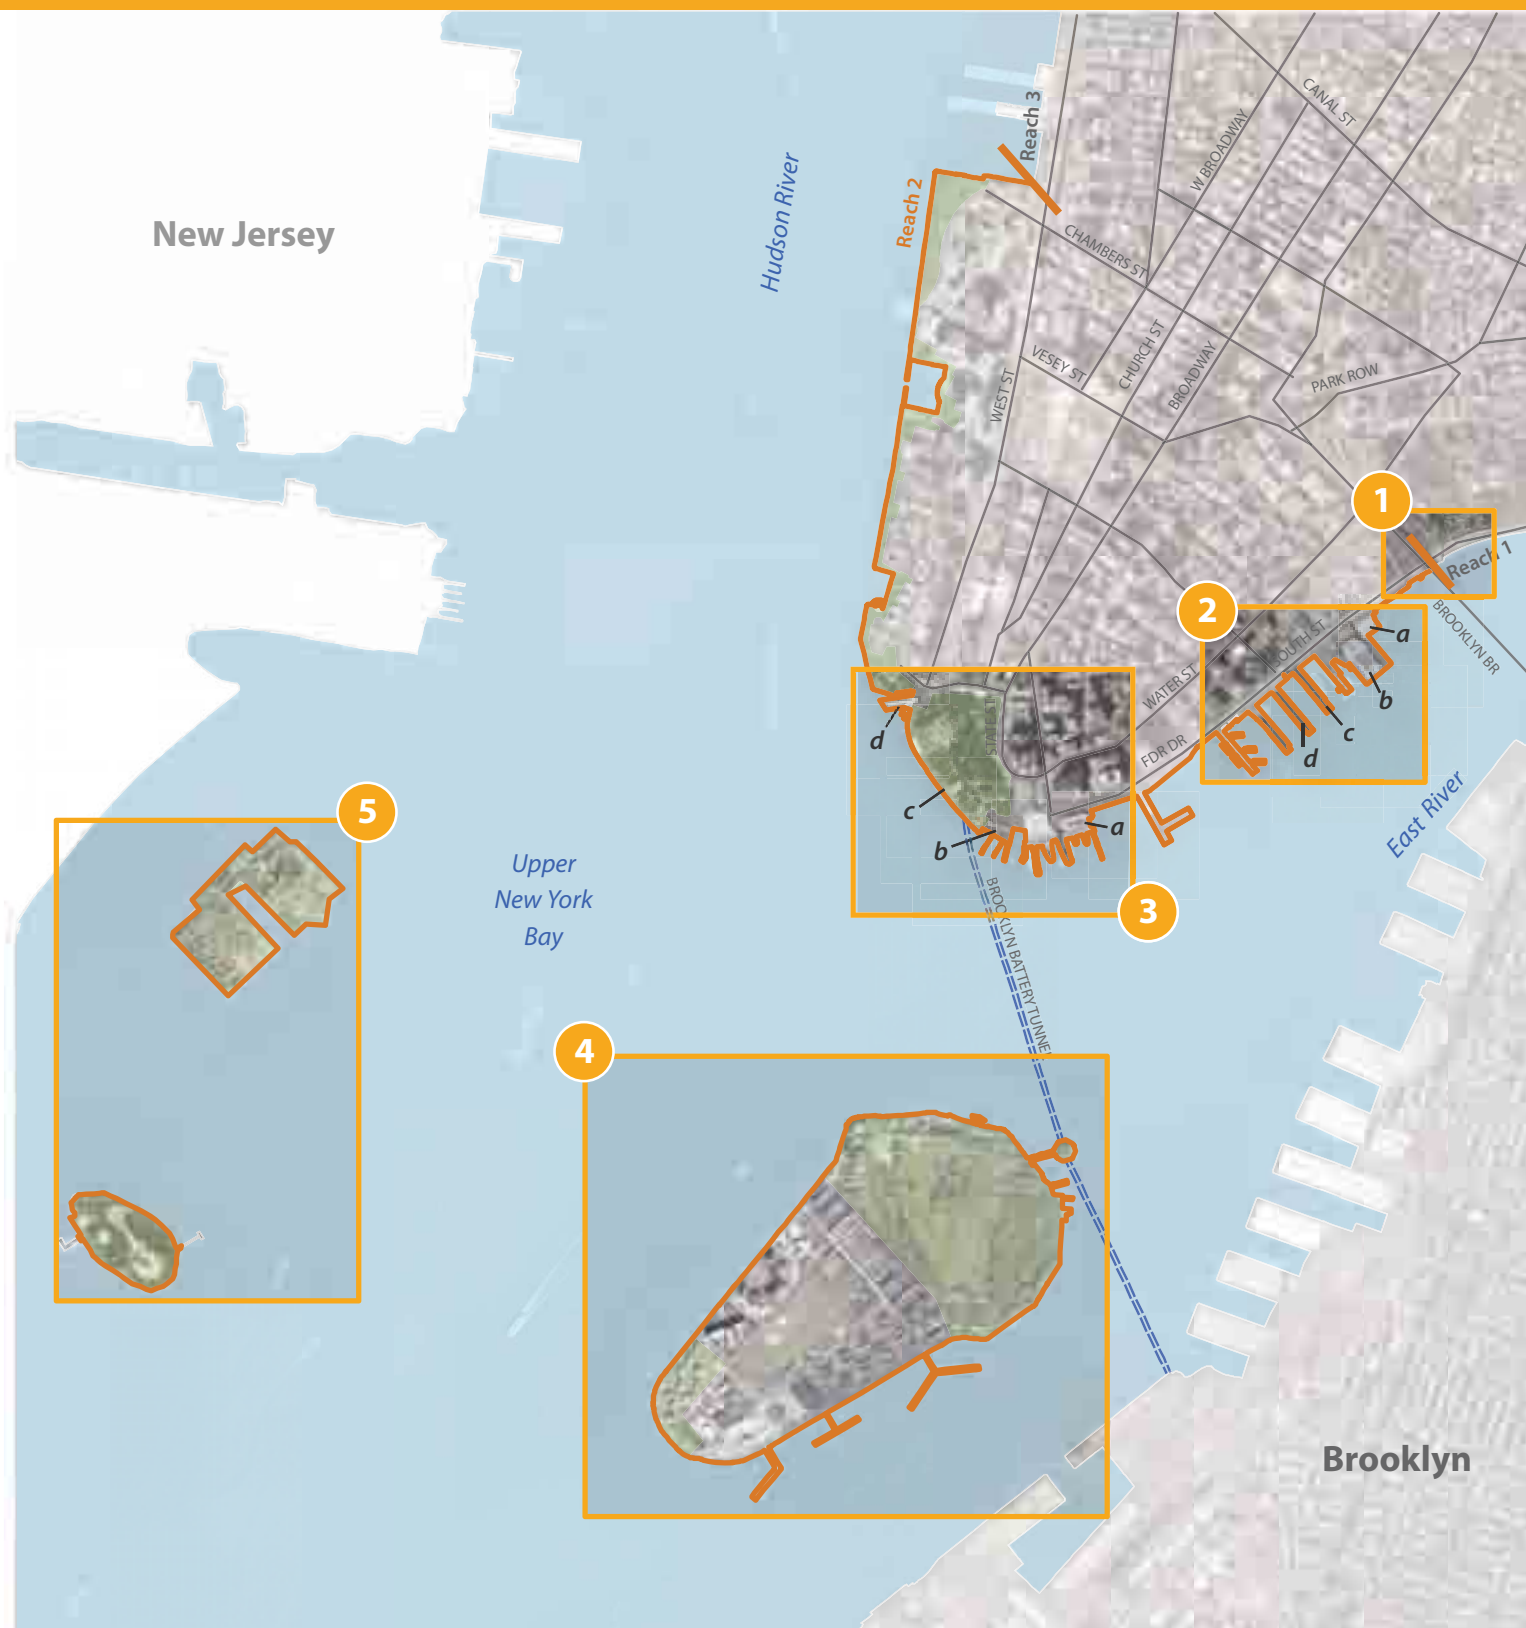 Reach 3
CANAL ST
W BROADWAY
Hudson River
Reach 2
New Jersey
CHAMBERS ST
CHURCH ST
VESEY ST
BROADWAY
PARK ROW
WEST ST
1
Reach 1
2
SOUTH ST
a
BROOKLYN BR
WATER ST
b
STATE ST
c
d
FDR DR
d
c
a
b
East River
5
Upper
New York
Bay
3
BROOKLYN BATTERY TUNNEL
4
Brooklyn